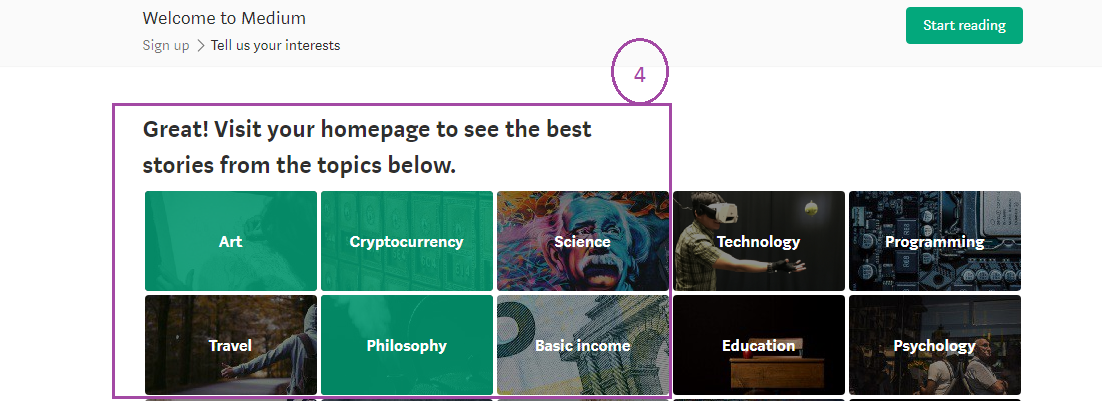 Welcome to Medium
Start reading
Sign up > Tell us your interests
4
Great! Visit your homepage to see the best
stories from the topics below.
Art
Cryptocurrency
Science
Technology
Programming
Travel
Philosophy
Basic income
Education
Psychology